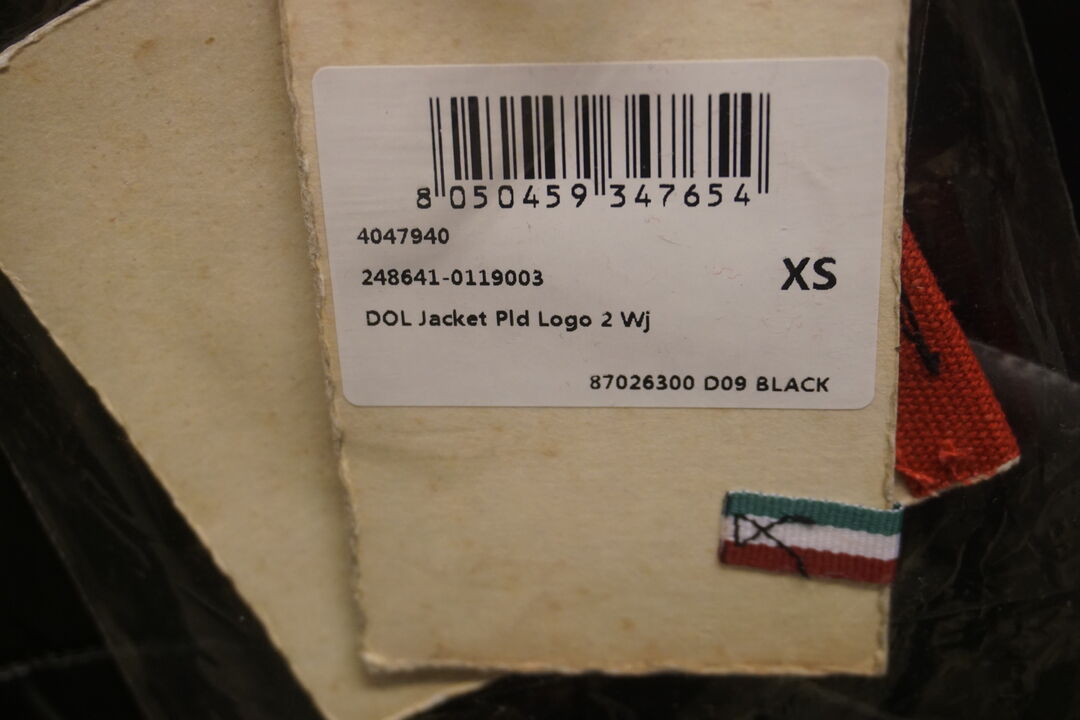 8 050459 347654
4047940
248641-0119003
XS
DOL Jacket Pld Logo 2 Wj
87026300 D09 BLACK